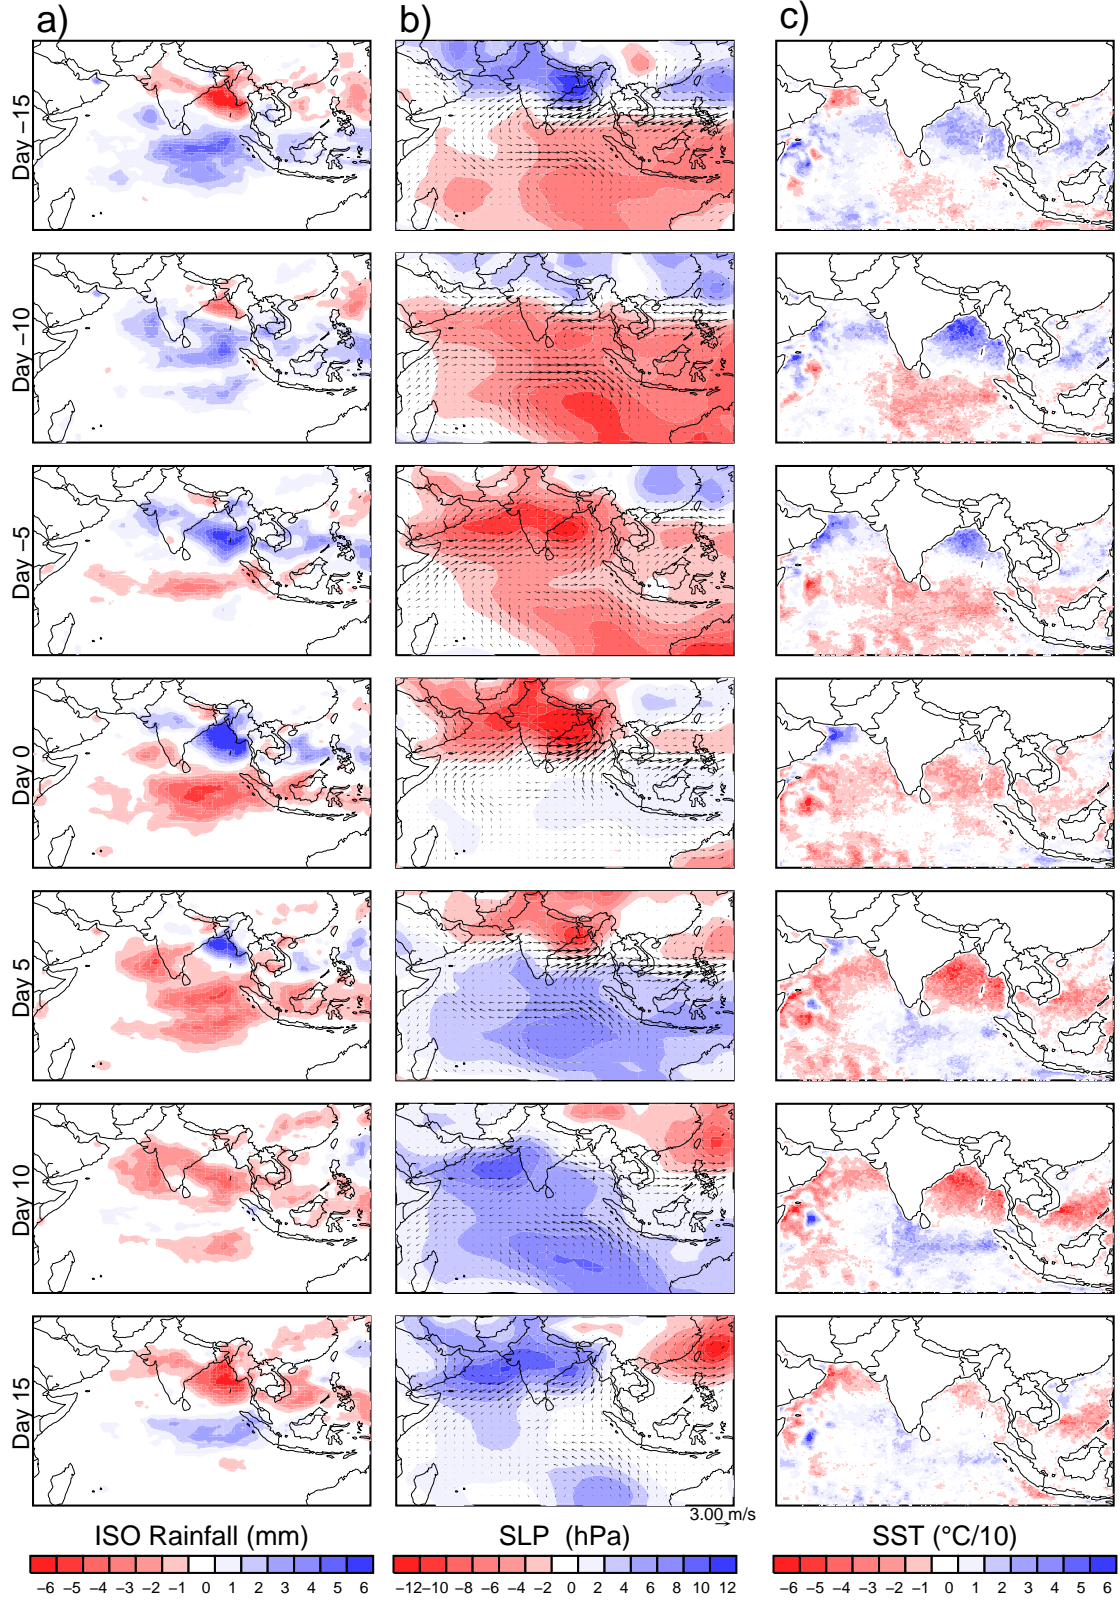 a) b) c)
Day −15
Day −10
Day −5
Day 0
Day 5
Day 10
Day 15
3.00 m/s
ISO Rainfall (mm) SLP (hPa) SST (°C/10)
−6 −5 −4 −3 −2 −1 0 1 2 3 4 5 6
−12 −10 −8 −6 −4 −2 0 2 4 6 8 10 12
−6 −5 −4 −3 −2 −1 0 1 2 3 4 5 6